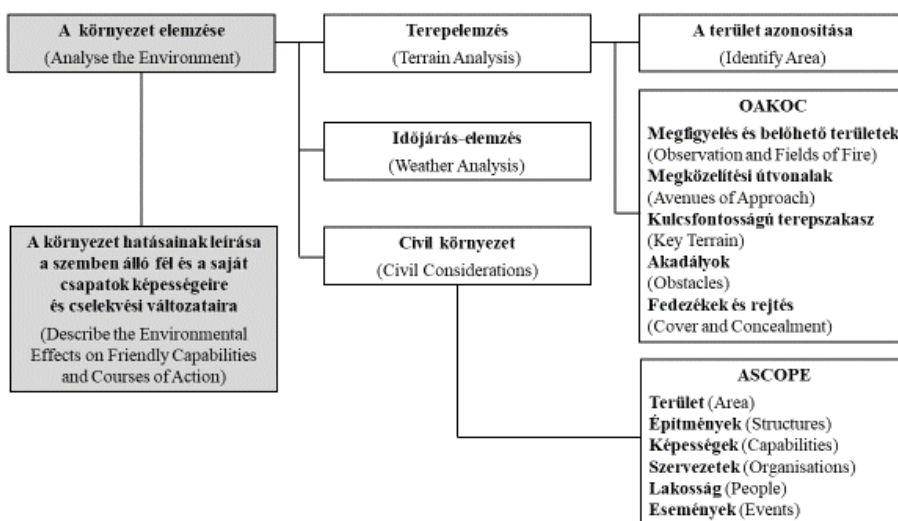 A környezet elemzése
(Analyse the Environment)
Terepelemzés
(Terrain Analysis)
A terület azonosítása
(Identify Area)
OAKOC
Megfigyelés és belőhető területek
(Observation and Fields of Fire)
Megközelítési útvonalak
(Avenues of Approach)
Kulcsfontosságú terepszakasz
(Key Terrain)
Akadályok
(Obstacles)
Fedezékek és rejtés
(Cover and Concealment)
Időjárás-elemzés
(Weather Analysis)
A környezet hatásainak leírása
a szemben álló fél és a saját
csapatok képességeire
és cselekvési változataira
(Describe the Environmental
Effects on Friendly Capabilities
and Courses of Action)
Civil környezet
(Civil Considerations)
ASCOPE
Terület (Area)
Építmények (Structures)
Képességek (Capabilities)
Szervezetek (Organisations)
Lakosság (People)
Események (Events)